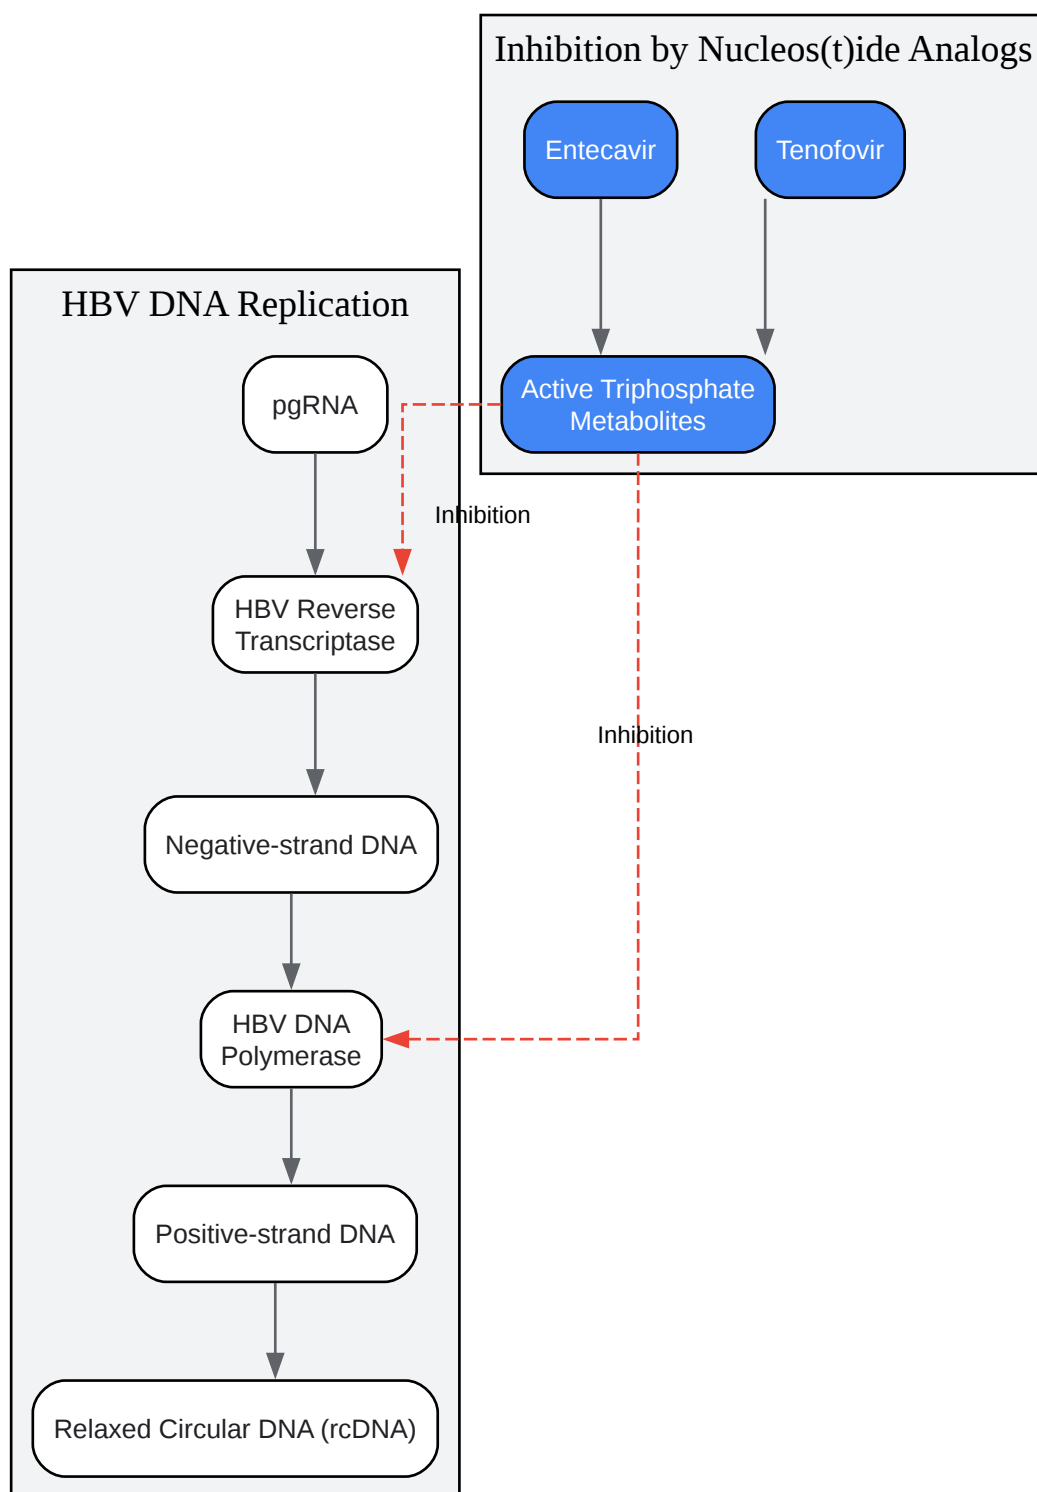 Inhibition by Nucleos(t)ide Analogs
Entecavir
Tenofovir
HBV DNA Replication
pgRNA
Active Triphosphate
Metabolites
Inhibition
HBV Reverse
Transcriptase
Inhibition
Negative-strand DNA
HBV DNA
Polymerase
Positive-strand DNA
Relaxed Circular DNA (rcDNA)